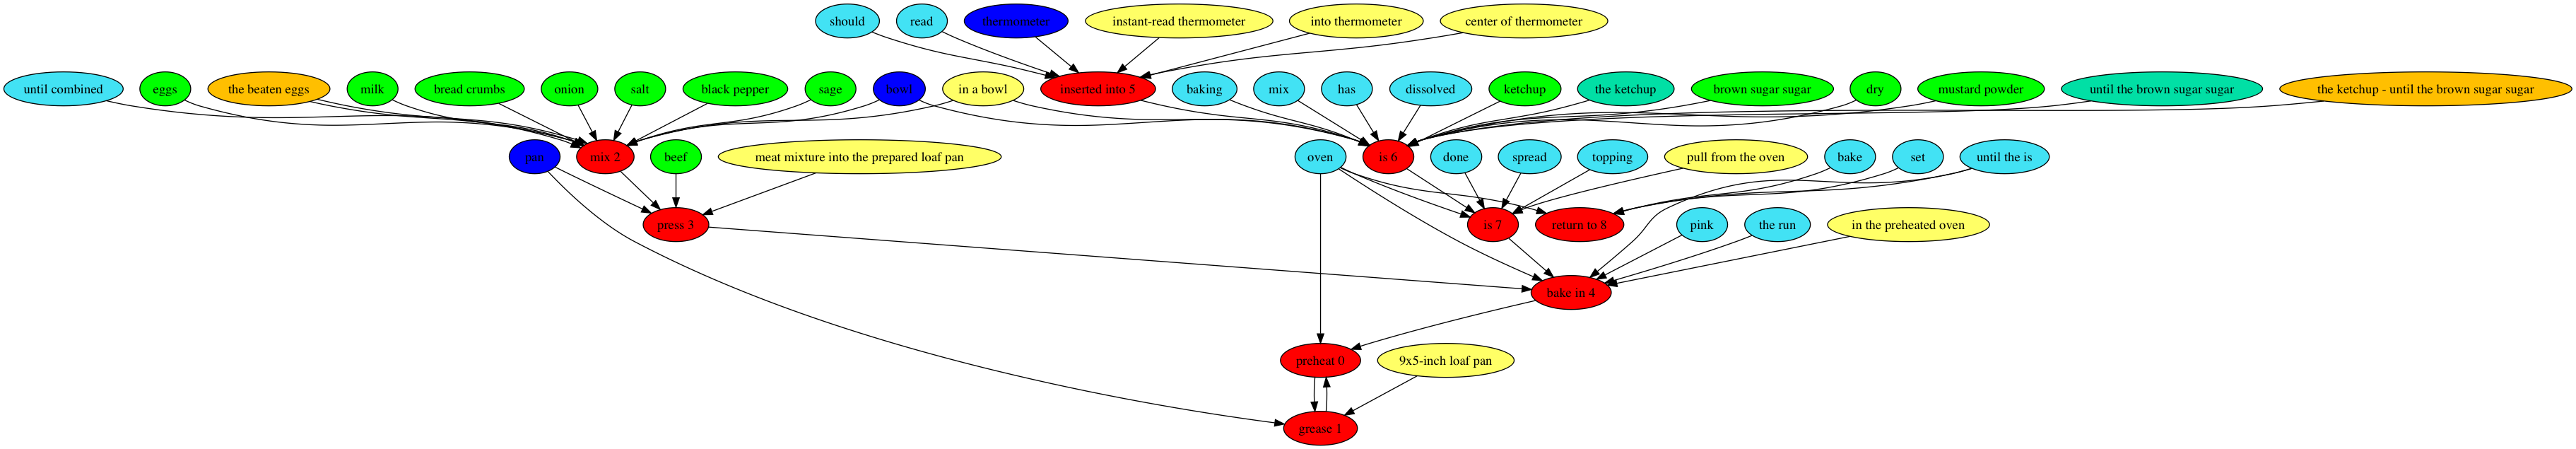 should
read
thermometer
instant-read thermometer
into thermometer
center of thermometer
until combined
eggs
the beaten eggs
milk
bread crumbs
onion
salt
black pepper
sage
bowl
in a bowl
inserted into 5
baking
mix
has
dissolved
ketchup
the ketchup
brown sugar sugar
dry
mustard powder
until the brown sugar sugar
the ketchup - until the brown sugar sugar
pan
mix 2
beef
meat mixture into the prepared loaf pan
oven
is 6
done
spread
topping
pull from the oven
bake
set
until the is
press 3
is 7
return to 8
pink
the run
in the preheated oven
bake in 4
preheat 0
9x5-inch loaf pan
grease 1